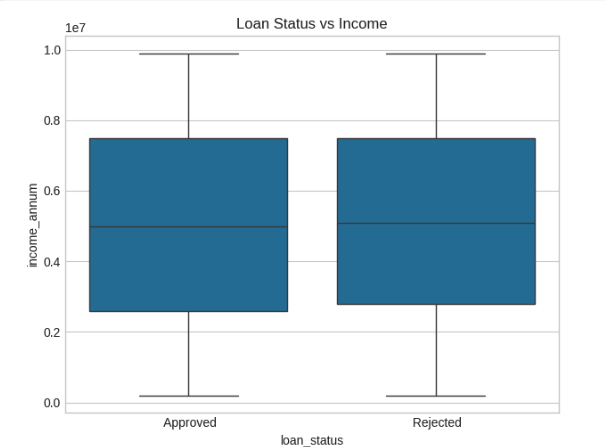 Loan Status vs Income
1e7
1.0
0.8
0.6
0.4
0.2
0.0
income_annum
Approved Rejected
loan_status